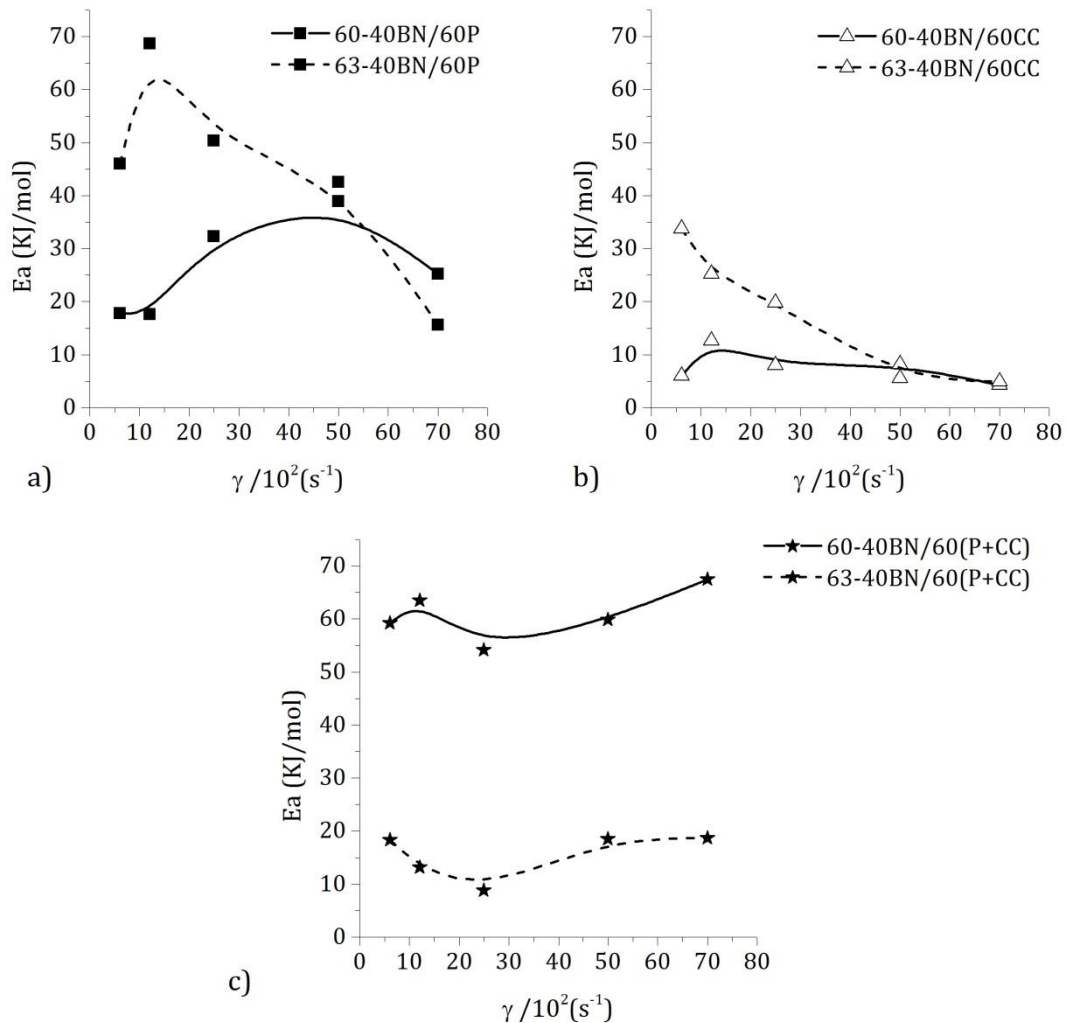 70
60
50
40
30
20
10
0
Ea (KJ/mol)
60-40BN/60P
63-40BN/60P
0 10 20 30 40 50 60 70 80
γ /10²(s⁻¹)
a)
70
60
50
40
30
20
10
0
Ea (KJ/mol)
60-40BN/60CC
63-40BN/60CC
0 10 20 30 40 50 60 70 80
γ /10²(s⁻¹)
b)
70
60
50
40
30
20
10
0
Ea (KJ/mol)
60-40BN/60(P+CC)
63-40BN/60(P+CC)
0 10 20 30 40 50 60 70 80
γ /10²(s⁻¹)
c)